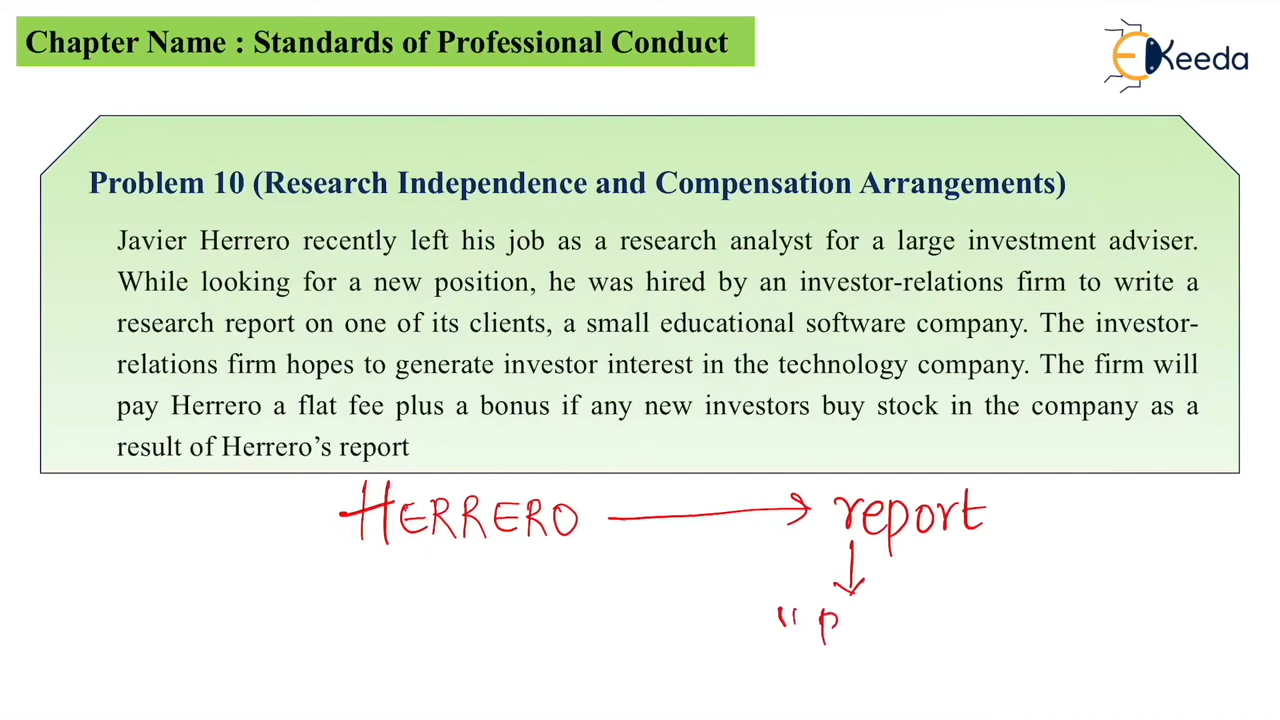 Chapter Name : Standards of Professional Conduct
EKeeda
Problem 10 (Research Independence and Compensation Arrangements)
Javier Herrero recently left his job as a research analyst for a large investment adviser.
While looking for a new position, he was hired by an investor-relations firm to write a
research report on one of its clients, a small educational software company. The investor-
relations firm hopes to generate investor interest in the technology company. The firm will
pay Herrero a flat fee plus a bonus if any new investors buy stock in the company as a
result of Herrero’s report
HERRERO → report
↓
" p